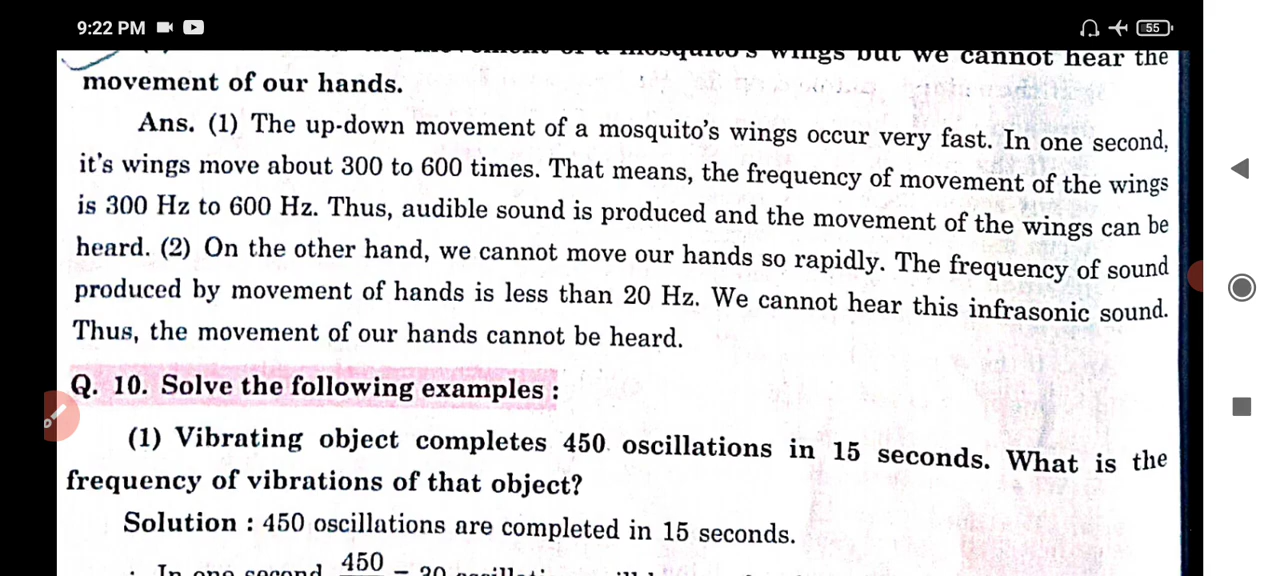 9:22 PM
55
mosquito's wings but we cannot hear the
movement of our hands.
Ans. (1) The up-down movement of a mosquito's wings occur very fast. In one second,
it's wings move about 300 to 600 times. That means, the frequency of movement of the wings
is 300 Hz to 600 Hz. Thus, audible sound is produced and the movement of the wings can be
heard. (2) On the other hand, we cannot move our hands so rapidly. The frequency of sound
produced by movement of hands is less than 20 Hz. We cannot hear this infrasonic sound.
Thus, the movement of our hands cannot be heard.
Q. 10. Solve the following examples :
(1) Vibrating object completes 450 oscillations in 15 seconds. What is the
frequency of vibrations of that object?
Solution : 450 oscillations are completed in 15 seconds.
In one second 450